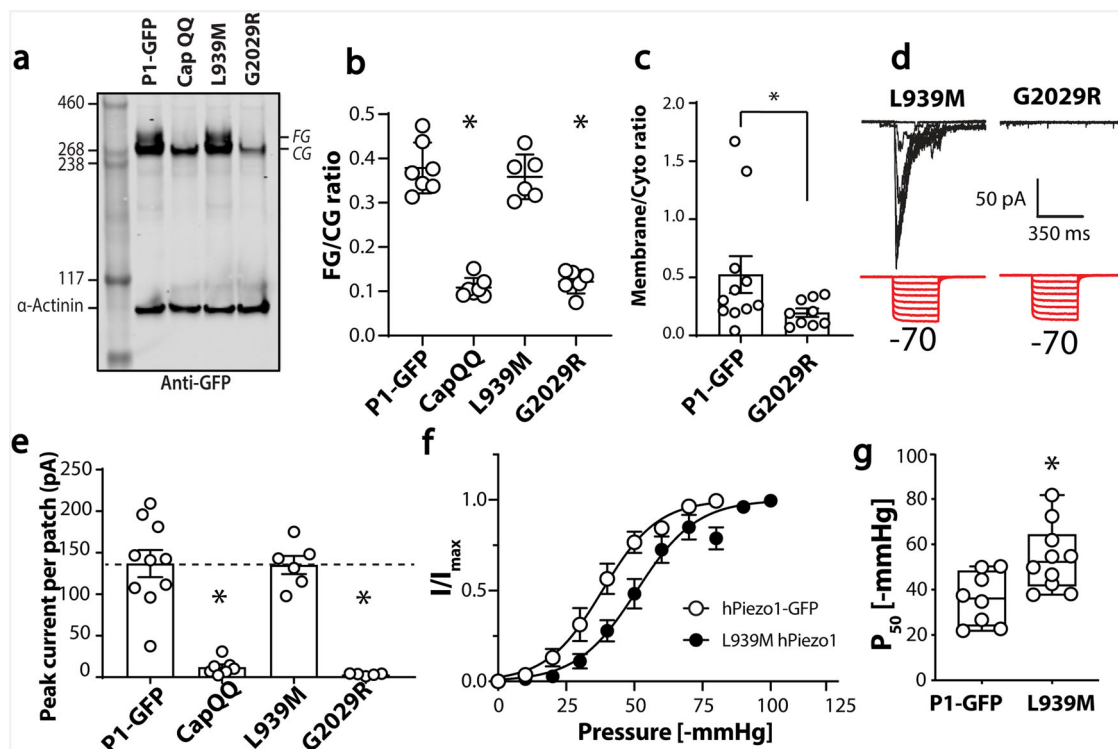 a
P1-GFP
Cap QQ
L939M
G2029R
460
268
238
117
FG
CG
α-Actinin
Anti-GFP
b
FG/CG ratio
0.5
0.4
0.3
0.2
0.1
0.0
*
*
P1-GFP
CapQQ
L939M
G2029R
c
Membrane/Cyto ratio
2.0
1.5
1.0
0.5
0.0
*
P1-GFP
G2029R
d
L939M
G2029R
50 pA
350 ms
-70
-70
e
Peak current per patch (pA)
250
200
150
100
50
0
*
*
P1-GFP
CapQQ
L939M
G2029R
f
I/Imax
1.0
0.5
0.0
hPiezo1-GFP
L939M hPiezo1
0
25
50
75
100
125
Pressure [-mmHg]
g
P50 [-mmHg]
100
80
60
40
20
0
*
P1-GFP
L939M